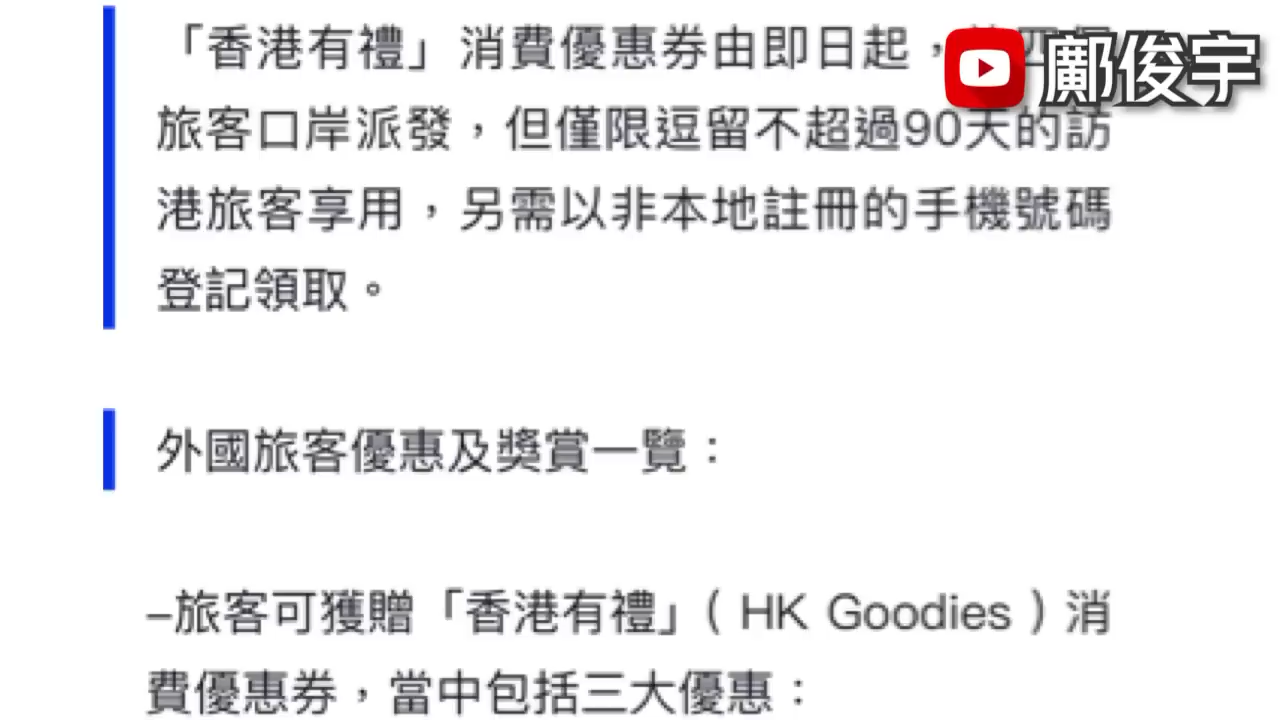 「香港有禮」消費優惠券由即日起，
鄺俊宇
旅客口岸派發，但僅限逗留不超過90天的訪
港旅客享用，另需以非本地註冊的手機號碼
登記領取。
外國旅客優惠及獎賞一覽：
–旅客可獲贈「香港有禮」（HK Goodies）消
費優惠券，當中包括三大優惠：